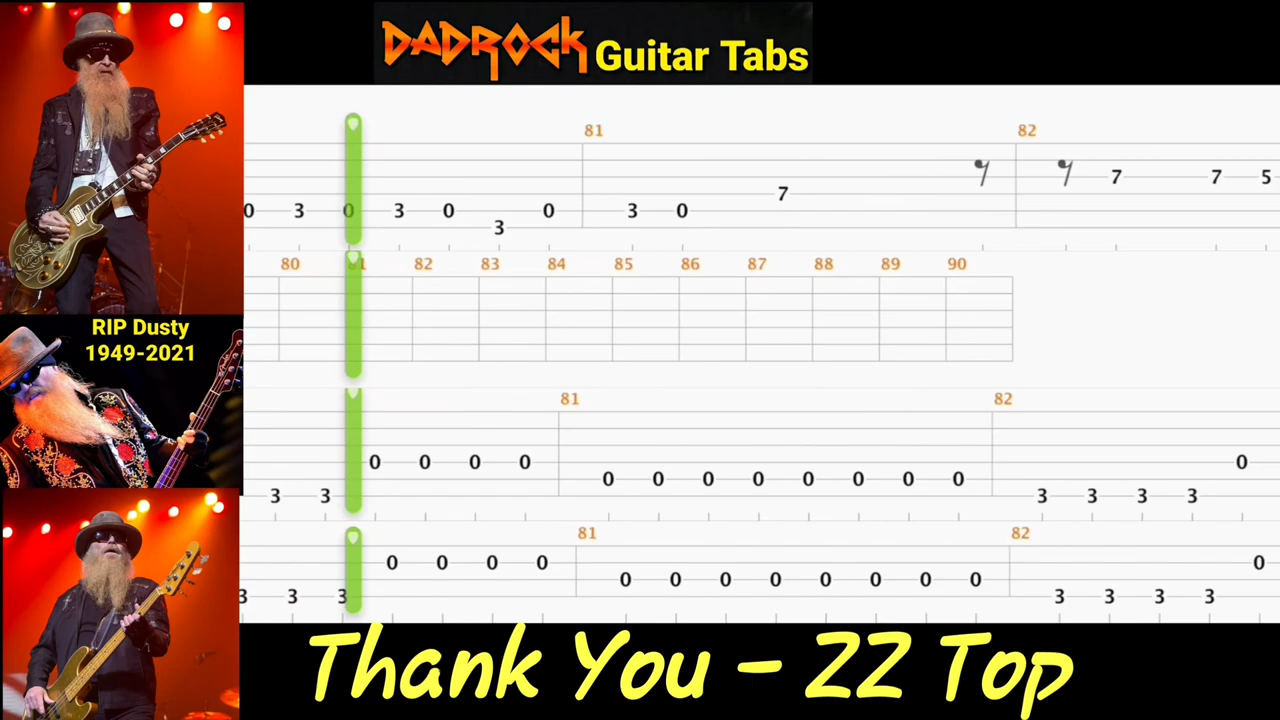 DADROCK Guitar Tabs
RIP Dusty
1949-2021
81 82
0 3 0 3 0 3 0 3 0 7 7 7 5
80 81 82 83 84 85 86 87 88 89 90
81 82
3 3 0 0 0 0 0 0 0 0 0 0 0 0 3 3 3 3 0
81 82
3 3 3 0 0 0 0 0 0 0 0 0 0 0 0 3 3 3 3 0
Thank You - ZZ Top